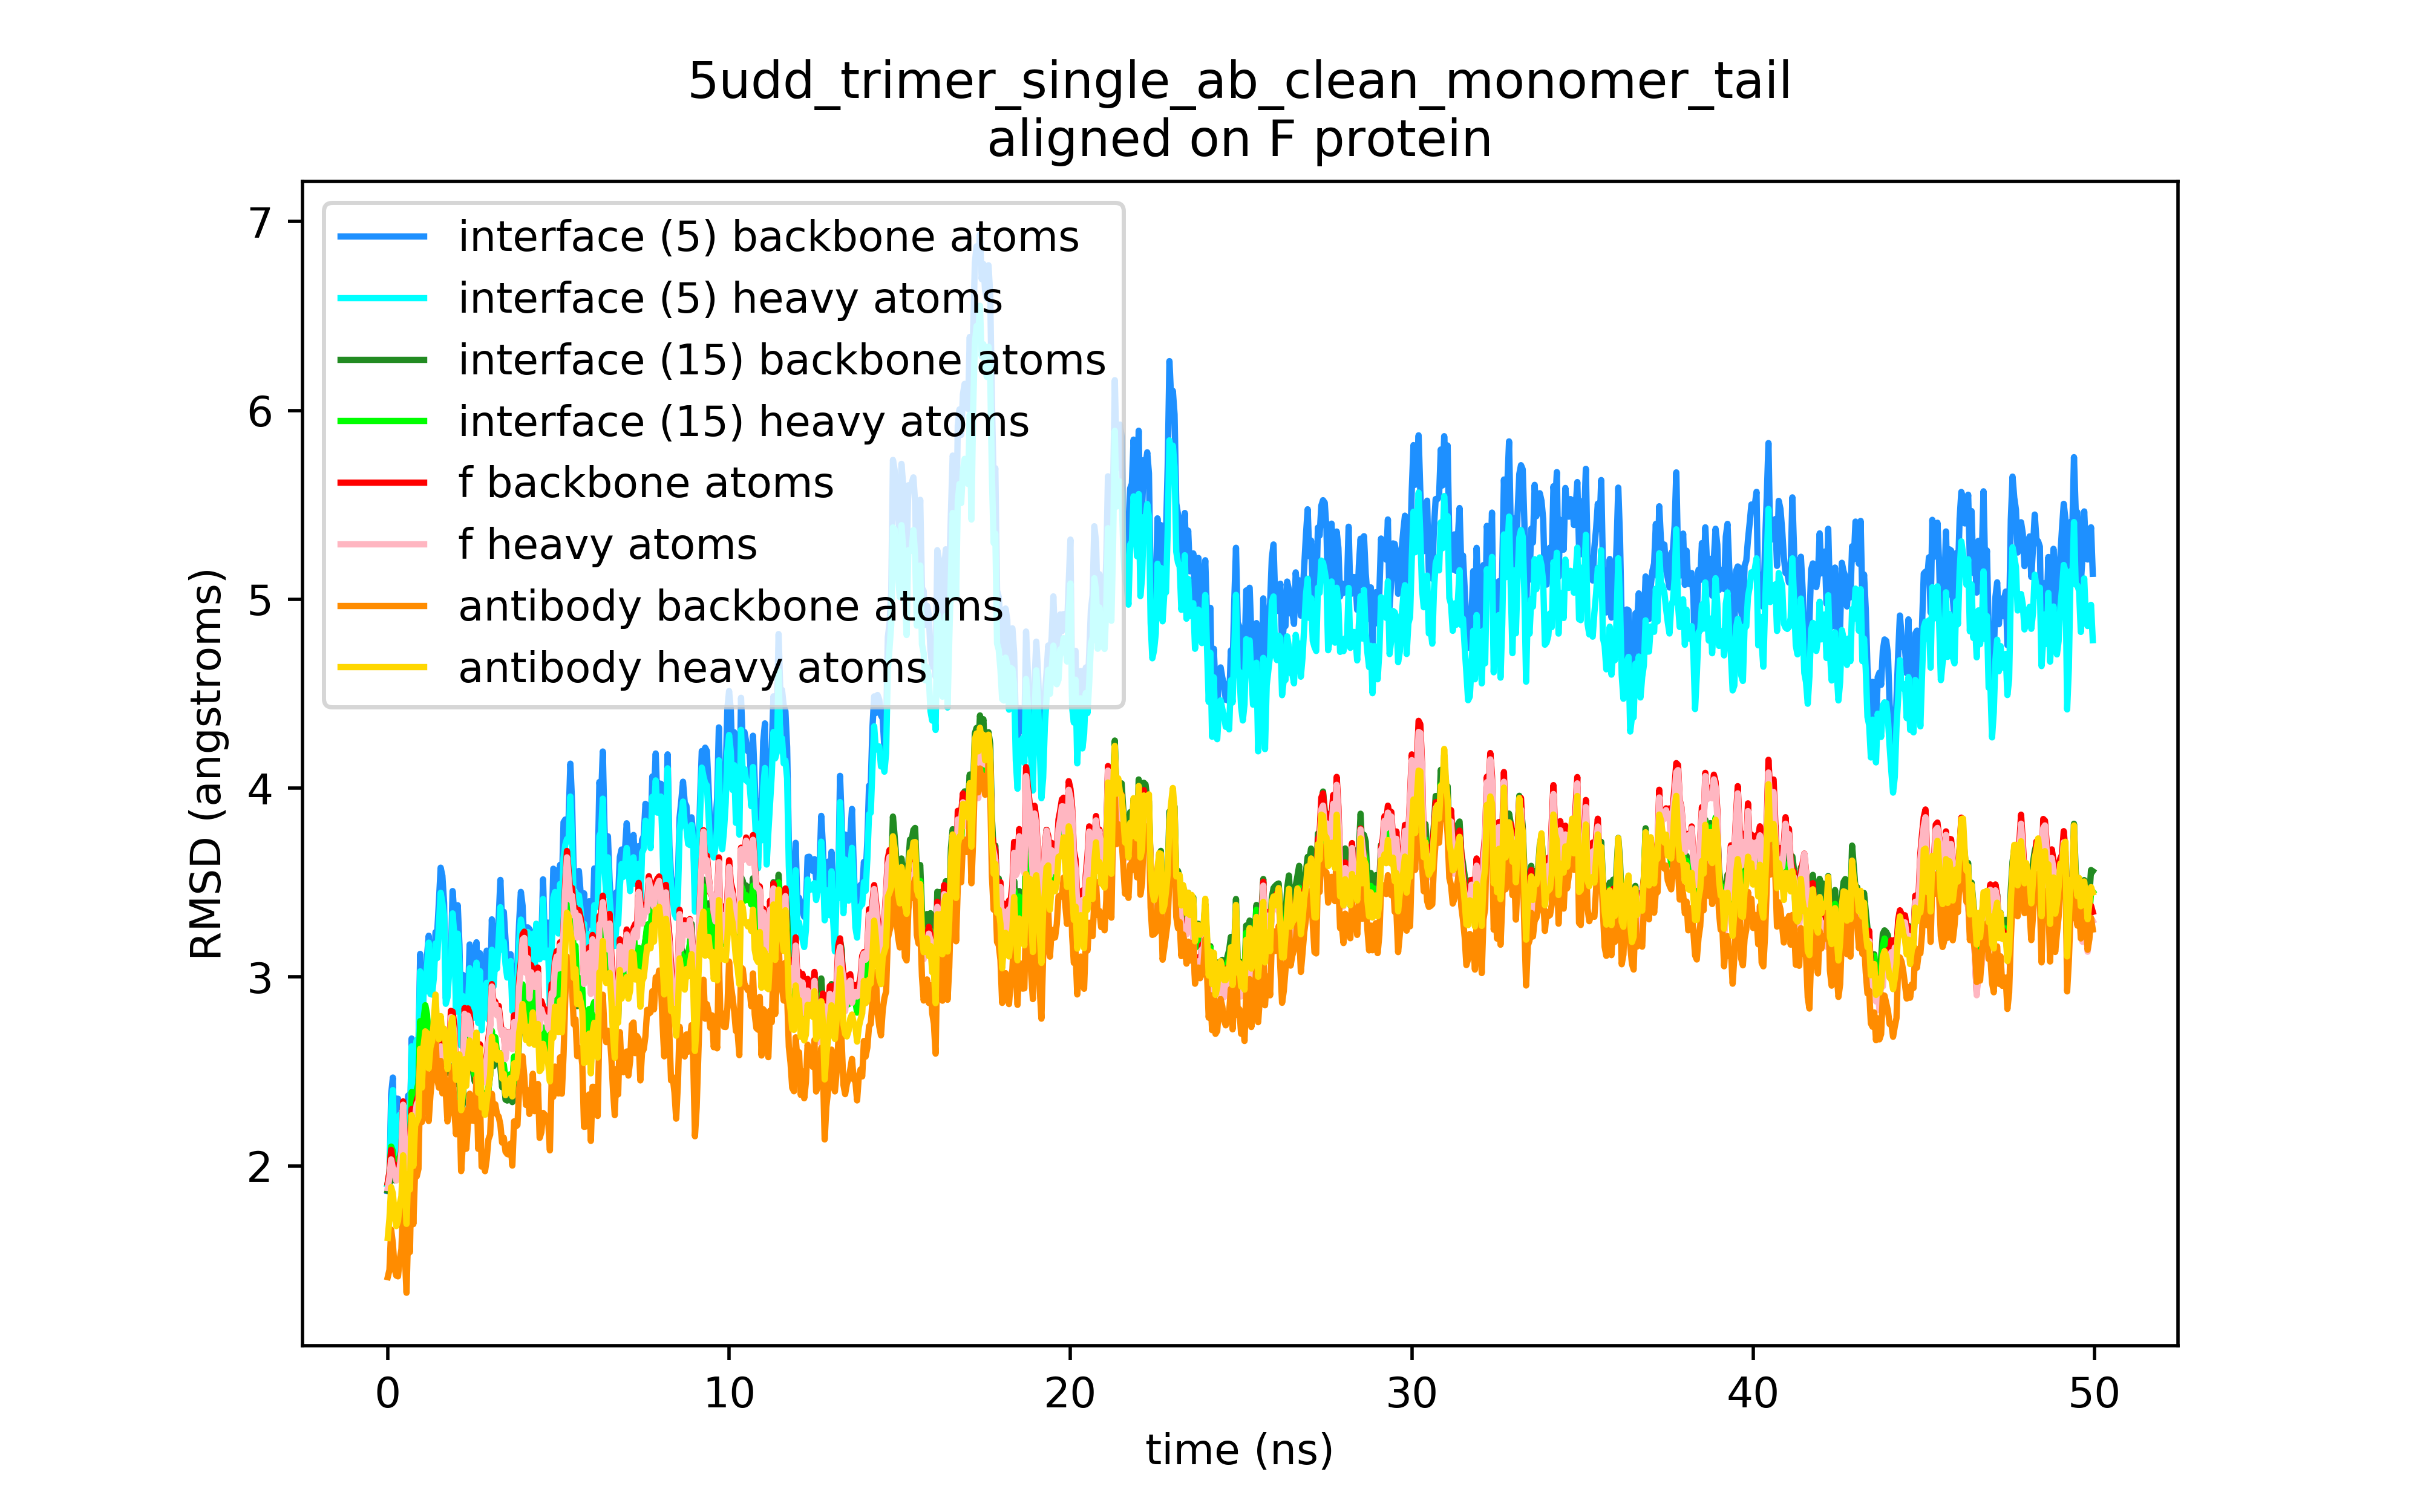 5udd_trimer_single_ab_clean_monomer_tail
aligned on F protein
7
6
5
4
3
2
RMSD (angstroms)
interface (5) backbone atoms
interface (5) heavy atoms
interface (15) backbone atoms
interface (15) heavy atoms
f backbone atoms
f heavy atoms
antibody backbone atoms
antibody heavy atoms
0 10 20 30 40 50
time (ns)